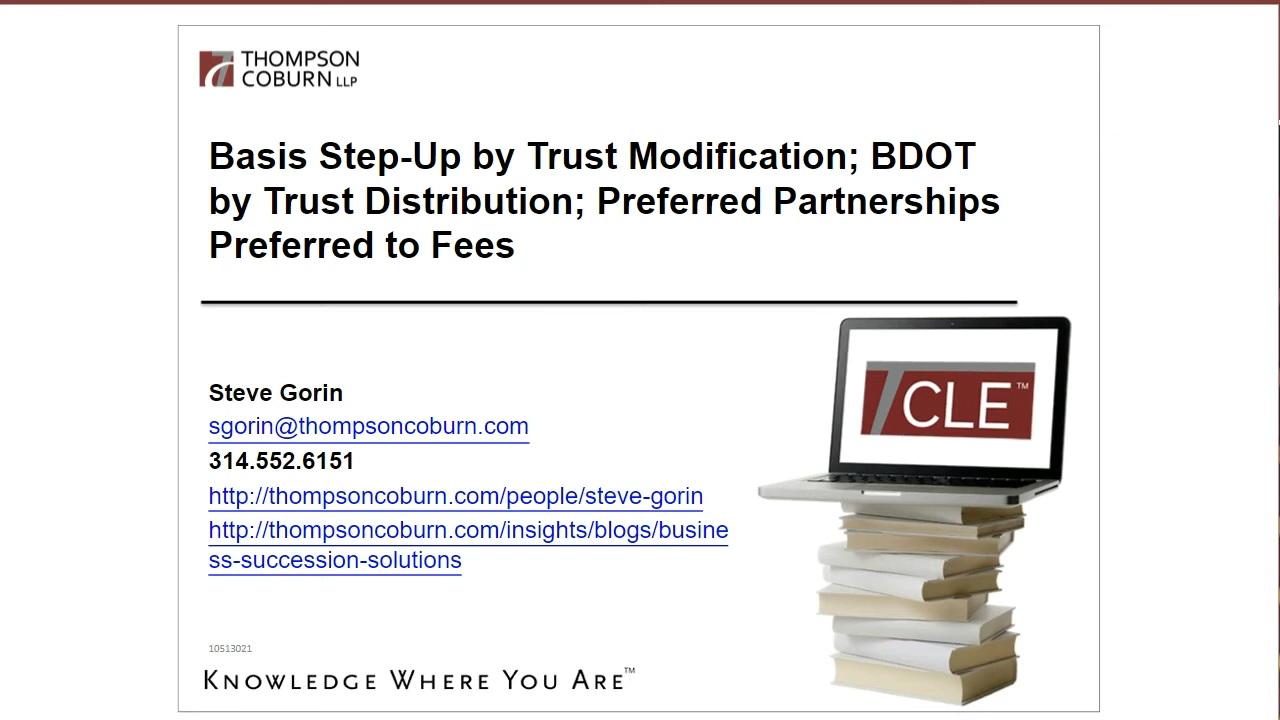 THOMPSON
COBURN LLP
Basis Step-Up by Trust Modification; BDOT
by Trust Distribution; Preferred Partnerships
Preferred to Fees
Steve Gorin
sgorin@thompsoncoburn.com
314.552.6151
http://thompsoncoburn.com/people/steve-gorin
http://thompsoncoburn.com/insights/blogs/busine
ss-succession-solutions
TCLE™
10513021
KNOWLEDGE WHERE YOU ARE™